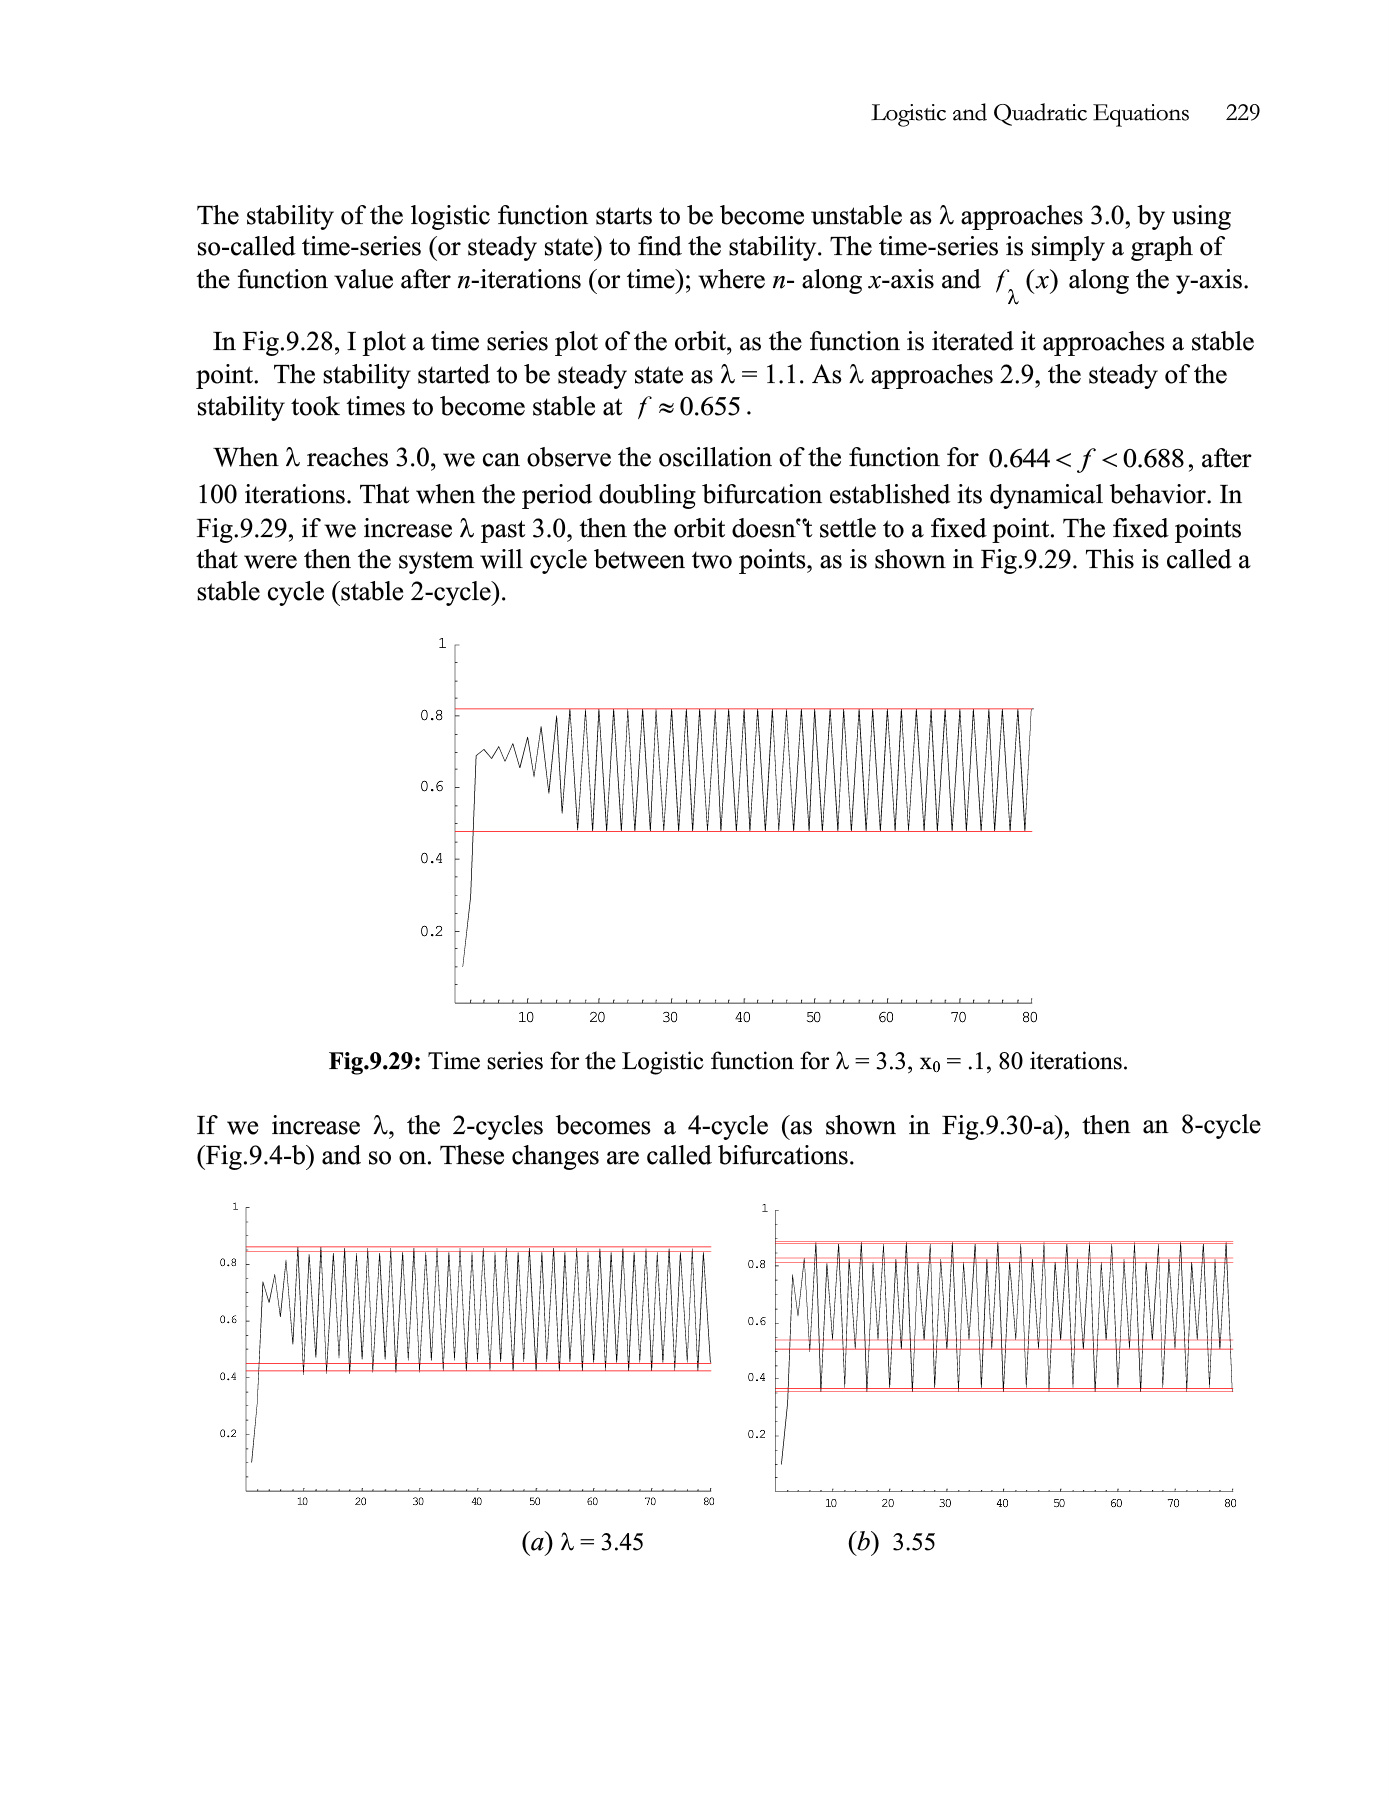 Logistic and Quadratic Equations 229
The stability of the logistic function starts to be become unstable as λ approaches 3.0, by using
so-called time-series (or steady state) to find the stability. The time-series is simply a graph of
the function value after n-iterations (or time); where n- along x-axis and f_λ (x) along the y-axis.
In Fig.9.28, I plot a time series plot of the orbit, as the function is iterated it approaches a stable
point. The stability started to be steady state as λ = 1.1. As λ approaches 2.9, the steady of the
stability took times to become stable at f ≈ 0.655 .
When λ reaches 3.0, we can observe the oscillation of the function for 0.644 < f < 0.688, after
100 iterations. That when the period doubling bifurcation established its dynamical behavior. In
Fig.9.29, if we increase λ past 3.0, then the orbit doesn‟t settle to a fixed point. The fixed points
that were then the system will cycle between two points, as is shown in Fig.9.29. This is called a
stable cycle (stable 2-cycle).
1
0.8
0.6
0.4
0.2
10 20 30 40 50 60 70 80
Fig.9.29: Time series for the Logistic function for λ = 3.3, x₀ = .1, 80 iterations.
If we increase λ, the 2-cycles becomes a 4-cycle (as shown in Fig.9.30-a), then an 8-cycle
(Fig.9.4-b) and so on. These changes are called bifurcations.
1
0.8
0.6
0.4
0.2
10 20 30 40 50 60 70 80
1
0.8
0.6
0.4
0.2
10 20 30 40 50 60 70 80
(a) λ = 3.45
(b) 3.55